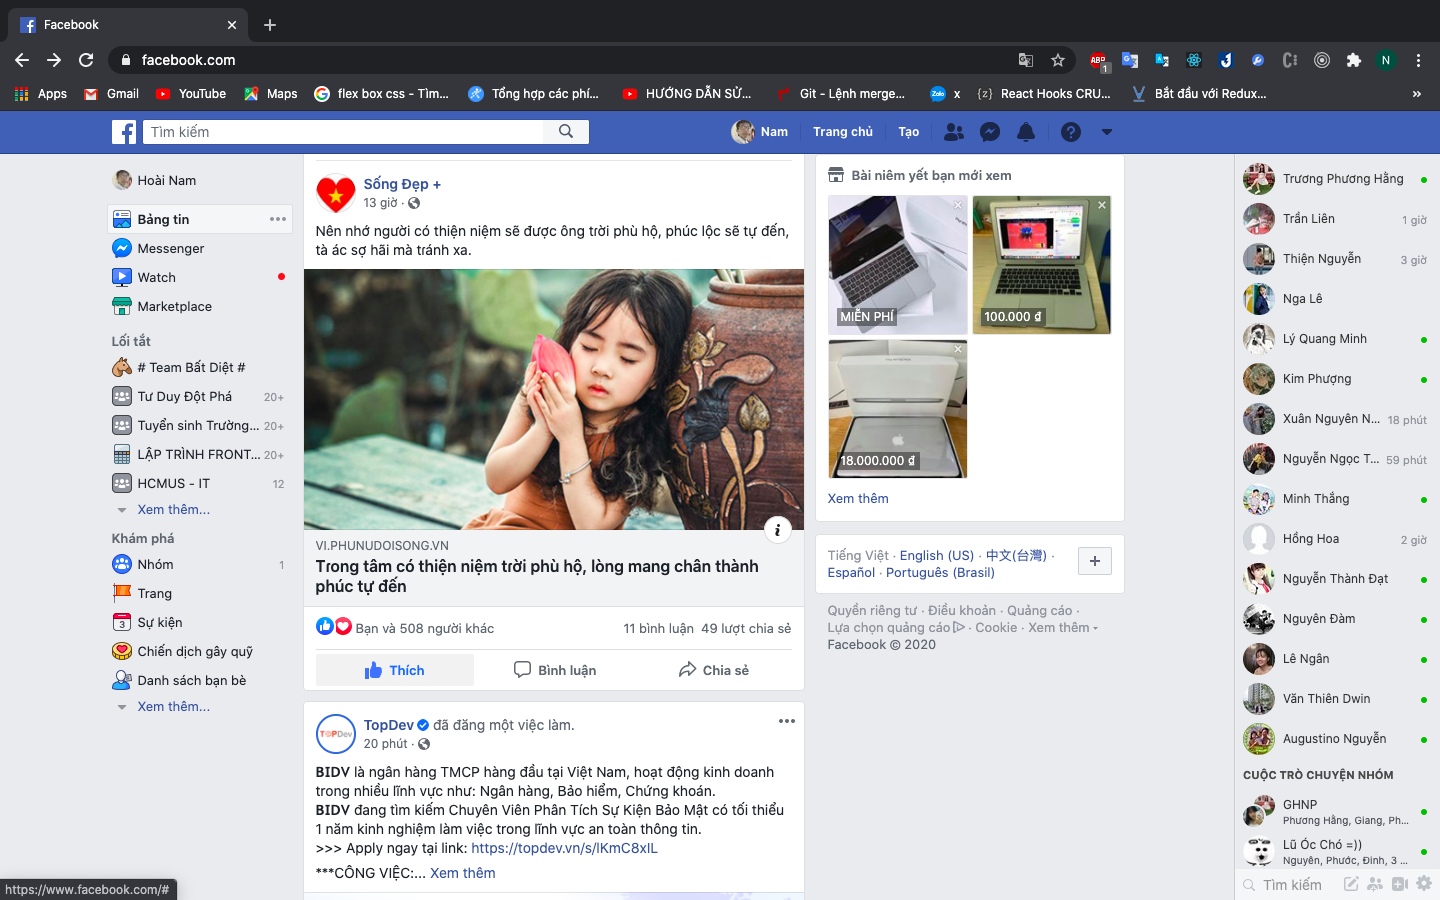 Facebook
facebook.com
ABP
1
N
Apps
Gmail
YouTube
Maps
flex box css - Tìm...
Tổng hợp các phí...
HƯỚNG DẪN SỬ...
Git - Lệnh merge...
Zalo
x
React Hooks CRU...
Bắt đầu với Redux...
»
Tìm kiếm
Nam
Trang chủ
Tạo
Hoài Nam
Bảng tin
Messenger
Watch
Marketplace
Lối tắt
# Team Bất Diệt #
Tư Duy Đột Phá 20+
Tuyển sinh Trường... 20+
LẬP TRÌNH FRONT... 20+
HCMUS - IT 12
Xem thêm...
Khám phá
Nhóm 1
Trang
3
Sự kiện
Chiến dịch gây quỹ
Danh sách bạn bè
Xem thêm...
https://www.facebook.com/#
Sống Đẹp +
13 giờ ·
Nên nhớ người có thiện niệm sẽ được ông trời phù hộ, phúc lộc sẽ tự đến,
tà ác sợ hãi mà tránh xa.
i
VI.PHUNUDOISONG.VN
Trong tâm có thiện niệm trời phù hộ, lòng mang chân thành
phúc tự đến
Bạn và 508 người khác
11 bình luận 49 lượt chia sẻ
Thích
Bình luận
Chia sẻ
TOPDev
TopDev đã đăng một việc làm.
20 phút ·
BIDV là ngân hàng TMCP hàng đầu tại Việt Nam, hoạt động kinh doanh
trong nhiều lĩnh vực như: Ngân hàng, Bảo hiểm, Chứng khoán.
BIDV đang tìm kiếm Chuyên Viên Phân Tích Sự Kiện Bảo Mật có tối thiểu
1 năm kinh nghiệm làm việc trong lĩnh vực an toàn thông tin.
>>> Apply ngay tại link: https://topdev.vn/s/lKmC8xlL
***CÔNG VIỆC:... Xem thêm
Bài niêm yết bạn mới xem
MIỄN PHÍ
100.000 đ
18.000.000 đ
Xem thêm
Tiếng Việt · English (US) · 中文(台灣) ·
Español · Português (Brasil)
Quyền riêng tư · Điều khoản · Quảng cáo ·
Lựa chọn quảng cáo · Cookie · Xem thêm
Facebook © 2020
Trương Phương Hằng
Trần Liên 1 giờ
Thiện Nguyễn 3 giờ
Nga Lê
Lý Quang Minh
Kim Phượng
Xuân Nguyên N... 18 phút
Nguyễn Ngọc T... 59 phút
Minh Thắng
Hồng Hoa 2 giờ
Nguyễn Thành Đạt
Nguyên Đàm
Lê Ngân
Văn Thiên Dwin
Augustino Nguyễn
CUỘC TRÒ CHUYỆN NHÓM
GHNP
Phương Hằng, Giang, Ph...
Lũ Óc Chó =))
Nguyên, Phước, Đinh, 3 ...
Tìm kiếm